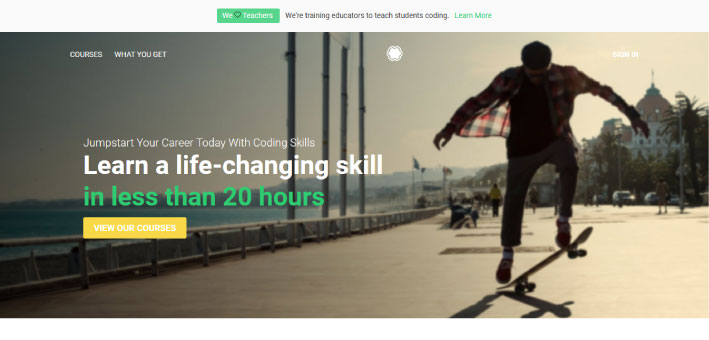 We Teachers We're training educators to teach students coding. Learn More
COURSES WHAT YOU GET SIGN IN
Jumpstart Your Career Today With Coding Skills
Learn a life-changing skill
in less than 20 hours
VIEW OUR COURSES